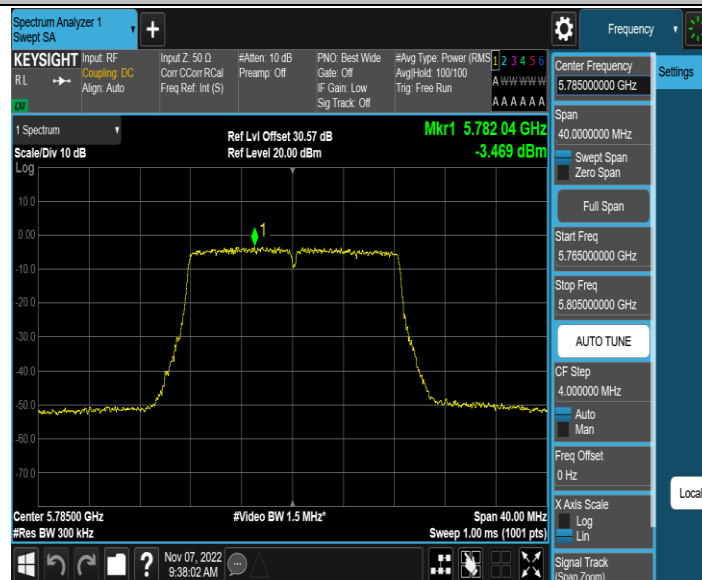 Spectrum Analyzer 1
Swept SA
+
Frequency
KEYSIGHT
R L
LXI
Input: RF
Coupling: DC
Align: Auto
Input Z: 50 Ω
Corr CCorr RCal
Freq Ref: Int (S)
#Atten: 10 dB
Preamp: Off
PNO: Best Wide
Gate: Off
IF Gain: Low
Sig Track: Off
#Avg Type: Power (RMS
Avg|Hold: 100/100
Trig: Free Run
1 2 3 4 5 6
A W W W W W
A A A A A A
1 Spectrum
Scale/Div 10 dB
Ref Lvl Offset 30.57 dB
Ref Level 20.00 dBm
Mkr1 5.782 04 GHz
-3.469 dBm
Log
10.0
0.00
-10.0
-20.0
-30.0
-40.0
-50.0
-60.0
-70.0
1
Center 5.78500 GHz
#Res BW 300 kHz
#Video BW 1.5 MHz*
Span 40.00 MHz
Sweep 1.00 ms (1001 pts)
?
Nov 07, 2022
9:38:02 AM
Center Frequency
5.785000000 GHz
Settings
Span
40.0000000 MHz
Swept Span
Zero Span
Full Span
Start Freq
5.765000000 GHz
Stop Freq
5.805000000 GHz
AUTO TUNE
CF Step
4.000000 MHz
Auto
Man
Freq Offset
0 Hz
X Axis Scale
Log
Lin
Signal Track
(Span Zoom)
Local